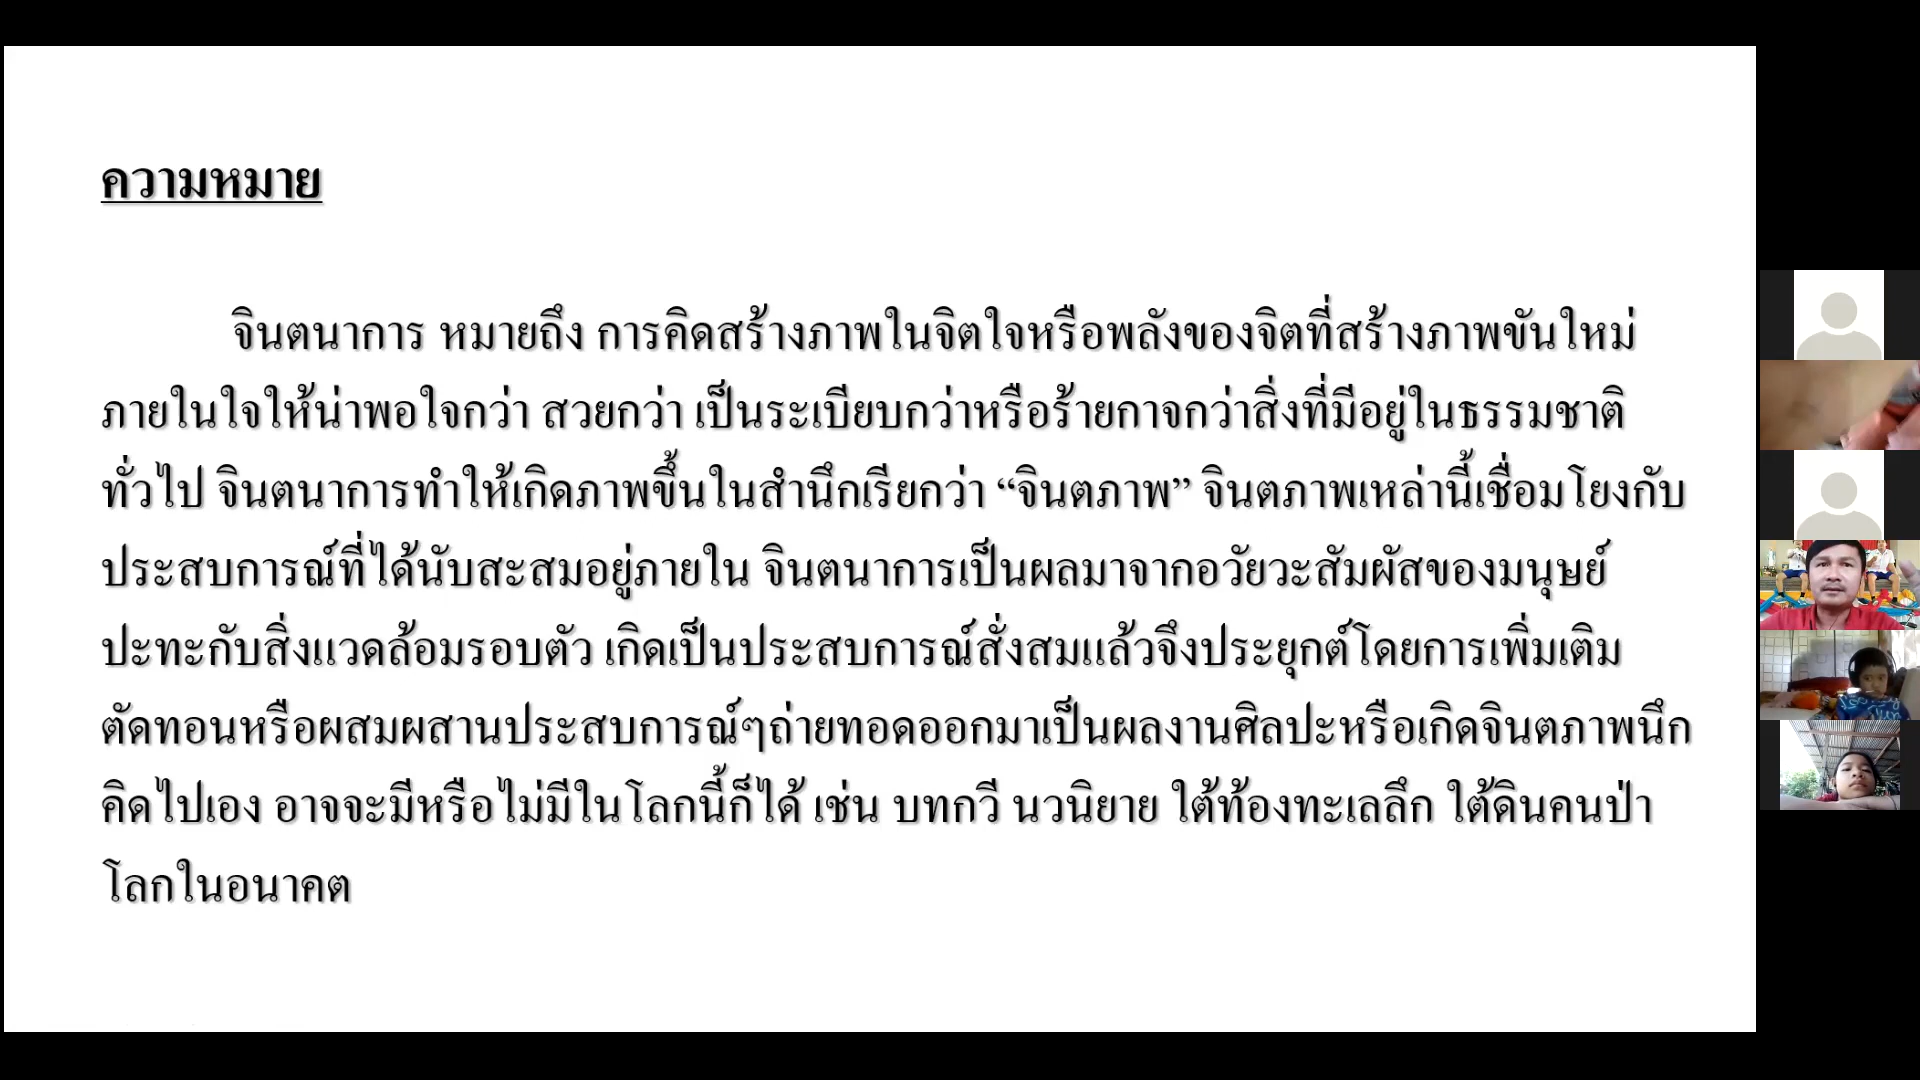 ความหมาย
จินตนาการ หมายถึง การคิดสร้างภาพในจิตใจหรือพลังของจิตที่สร้างภาพขันใหม่
ภายในใจให้น่าพอใจกว่า สวยกว่า เป็นระเบียบกว่าหรือร้ายกาจกว่าสิ่งที่มีอยู่ในธรรมชาติ
ทั่วไป จินตนาการทำให้เกิดภาพขึ้นในสำนึกเรียกว่า “จินตภาพ” จินตภาพเหล่านี้เชื่อมโยงกับ
ประสบการณ์ที่ได้นับสะสมอยู่ภายใน จินตนาการเป็นผลมาจากอวัยวะสัมผัสของมนุษย์
ปะทะกับสิ่งแวดล้อมรอบตัว เกิดเป็นประสบการณ์สั่งสมแล้วจึงประยุกต์โดยการเพิ่มเติม
ตัดทอนหรือผสมผสานประสบการณ์ๆถ่ายทอดออกมาเป็นผลงานศิลปะหรือเกิดจินตภาพนึก
คิดไปเอง อาจจะมีหรือไม่มีในโลกนี้ก็ได้ เช่น บทกวี นวนิยาย ใต้ท้องทะเลลึก ใต้ดินคนป่า
โลกในอนาคต